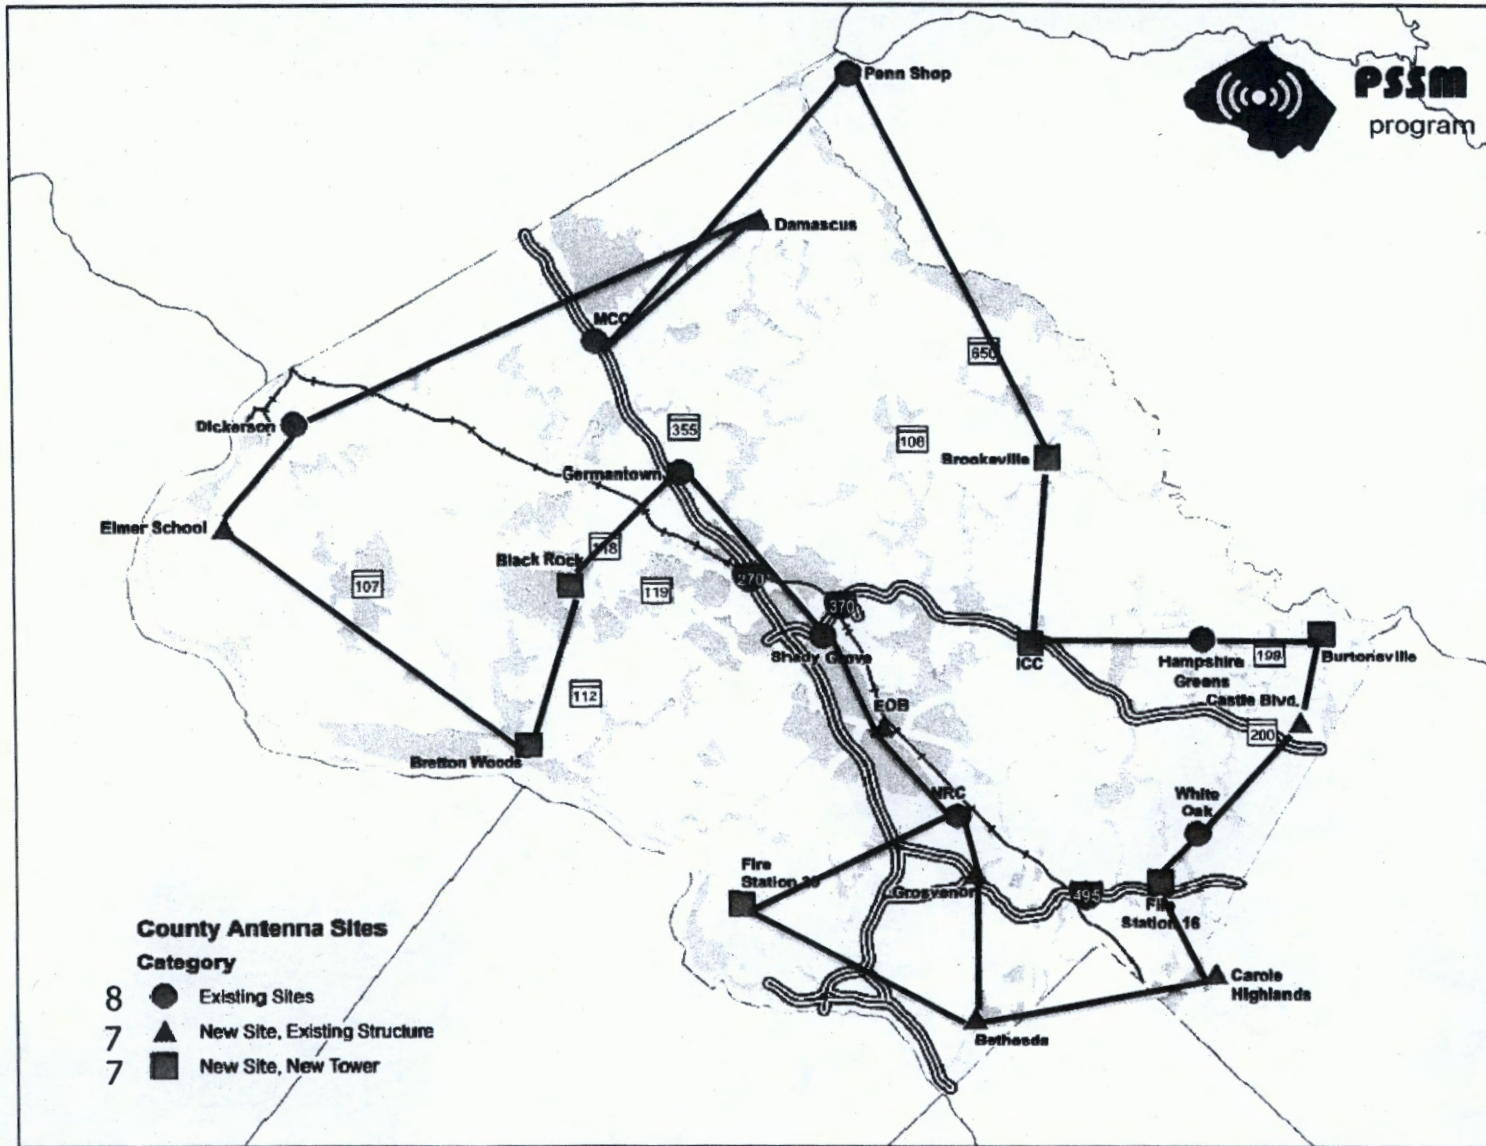 Penn Shop
PSSM
program
Damascus
MCC
650
Dickerson
355
108
Germantown
Brookeville
Elmer School
118
Black Rock
107
119
270
370
Shady Grove
ICC
Hampshire
Greens
198
Burtonsville
112
EOB
Castle Blvd.
200
Bretton Woods
NRC
White
Oak
Fire
Station
Grosvenor
495
Fire
Station 16
County Antenna Sites
Category
8 Existing Sites
7 New Site, Existing Structure
7 New Site, New Tower
Carole
Highlands
Bethesda